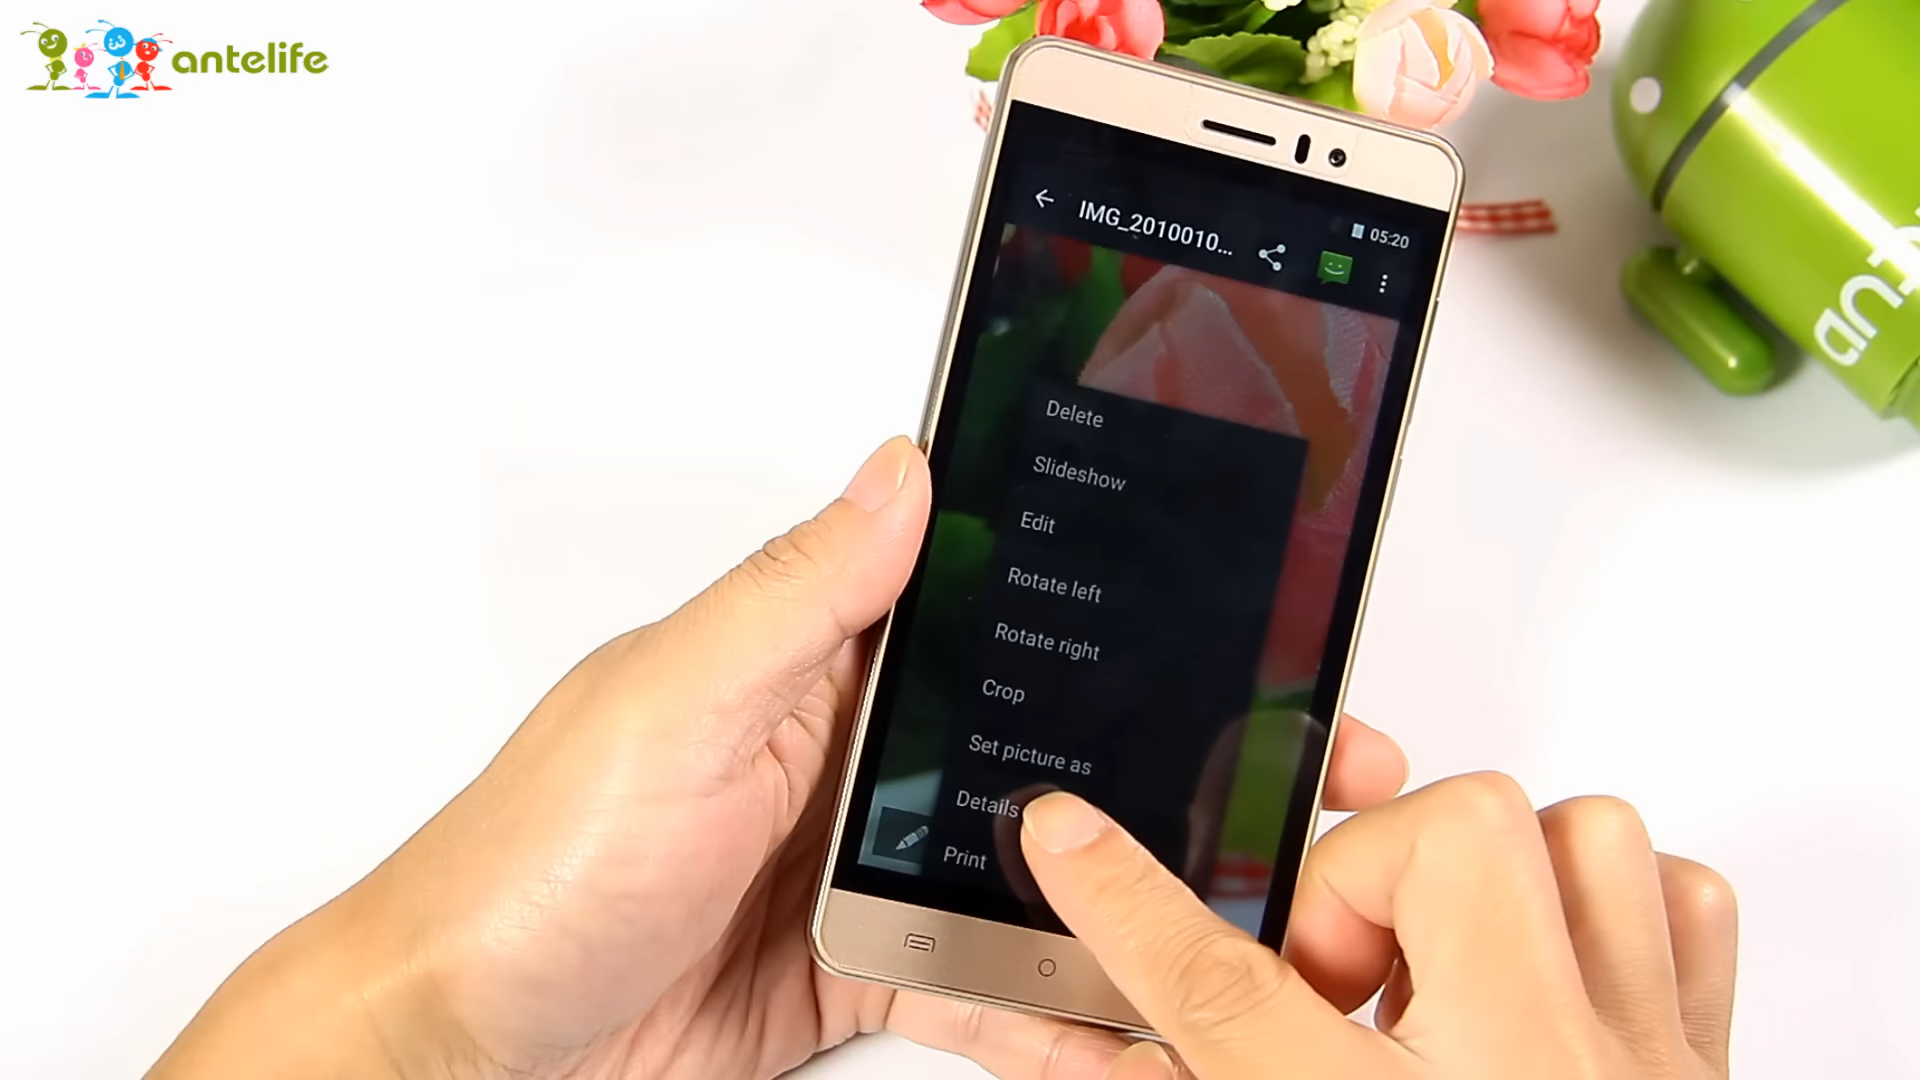 antelife
05:20
IMG_2010010...
Delete
Slideshow
Edit
Rotate left
Rotate right
Crop
Set picture as
Details
Print